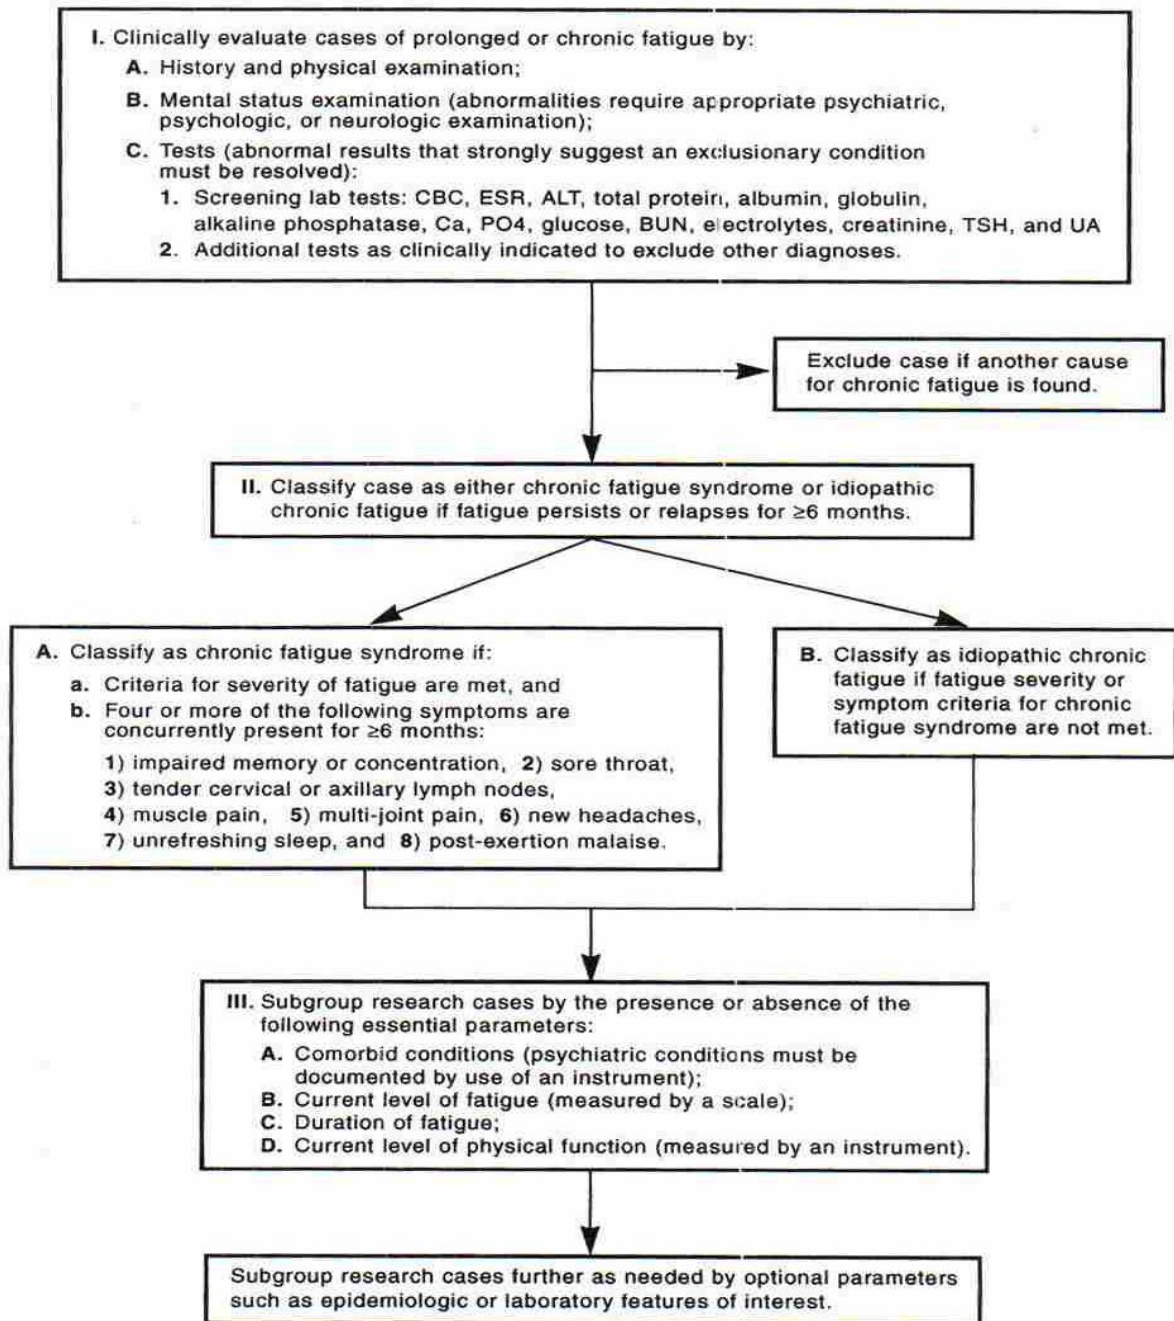 I. Clinically evaluate cases of prolonged or chronic fatigue by:
A. History and physical examination;
B. Mental status examination (abnormalities require appropriate psychiatric,
psychologic, or neurologic examination);
C. Tests (abnormal results that strongly suggest an exclusionary condition
must be resolved):
1. Screening lab tests: CBC, ESR, ALT, total protein, albumin, globulin,
alkaline phosphatase, Ca, PO4, glucose, BUN, electrolytes, creatinine, TSH, and UA
2. Additional tests as clinically indicated to exclude other diagnoses.
Exclude case if another cause
for chronic fatigue is found.
II. Classify case as either chronic fatigue syndrome or idiopathic
chronic fatigue if fatigue persists or relapses for ≥6 months.
A. Classify as chronic fatigue syndrome if:
a. Criteria for severity of fatigue are met, and
b. Four or more of the following symptoms are
concurrently present for ≥6 months:
1) impaired memory or concentration, 2) sore throat,
3) tender cervical or axillary lymph nodes,
4) muscle pain, 5) multi-joint pain, 6) new headaches,
7) unrefreshing sleep, and 8) post-exertion malaise.
B. Classify as idiopathic chronic
fatigue if fatigue severity or
symptom criteria for chronic
fatigue syndrome are not met.
III. Subgroup research cases by the presence or absence of the
following essential parameters:
A. Comorbid conditions (psychiatric conditions must be
documented by use of an instrument);
B. Current level of fatigue (measured by a scale);
C. Duration of fatigue;
D. Current level of physical function (measured by an instrument).
Subgroup research cases further as needed by optional parameters
such as epidemiologic or laboratory features of interest.